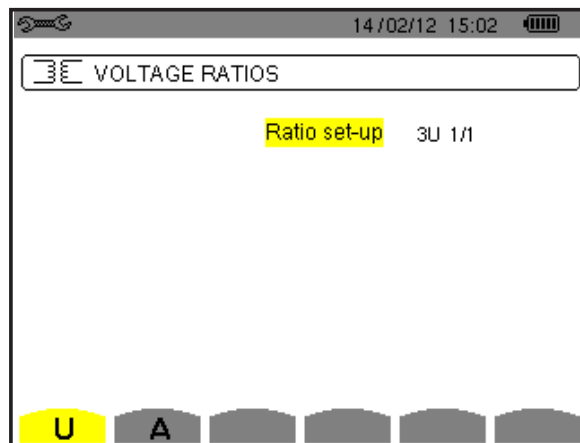 14/02/12 15:02
VOLTAGE RATIOS
Ratio set-up 3U 1/1
U A